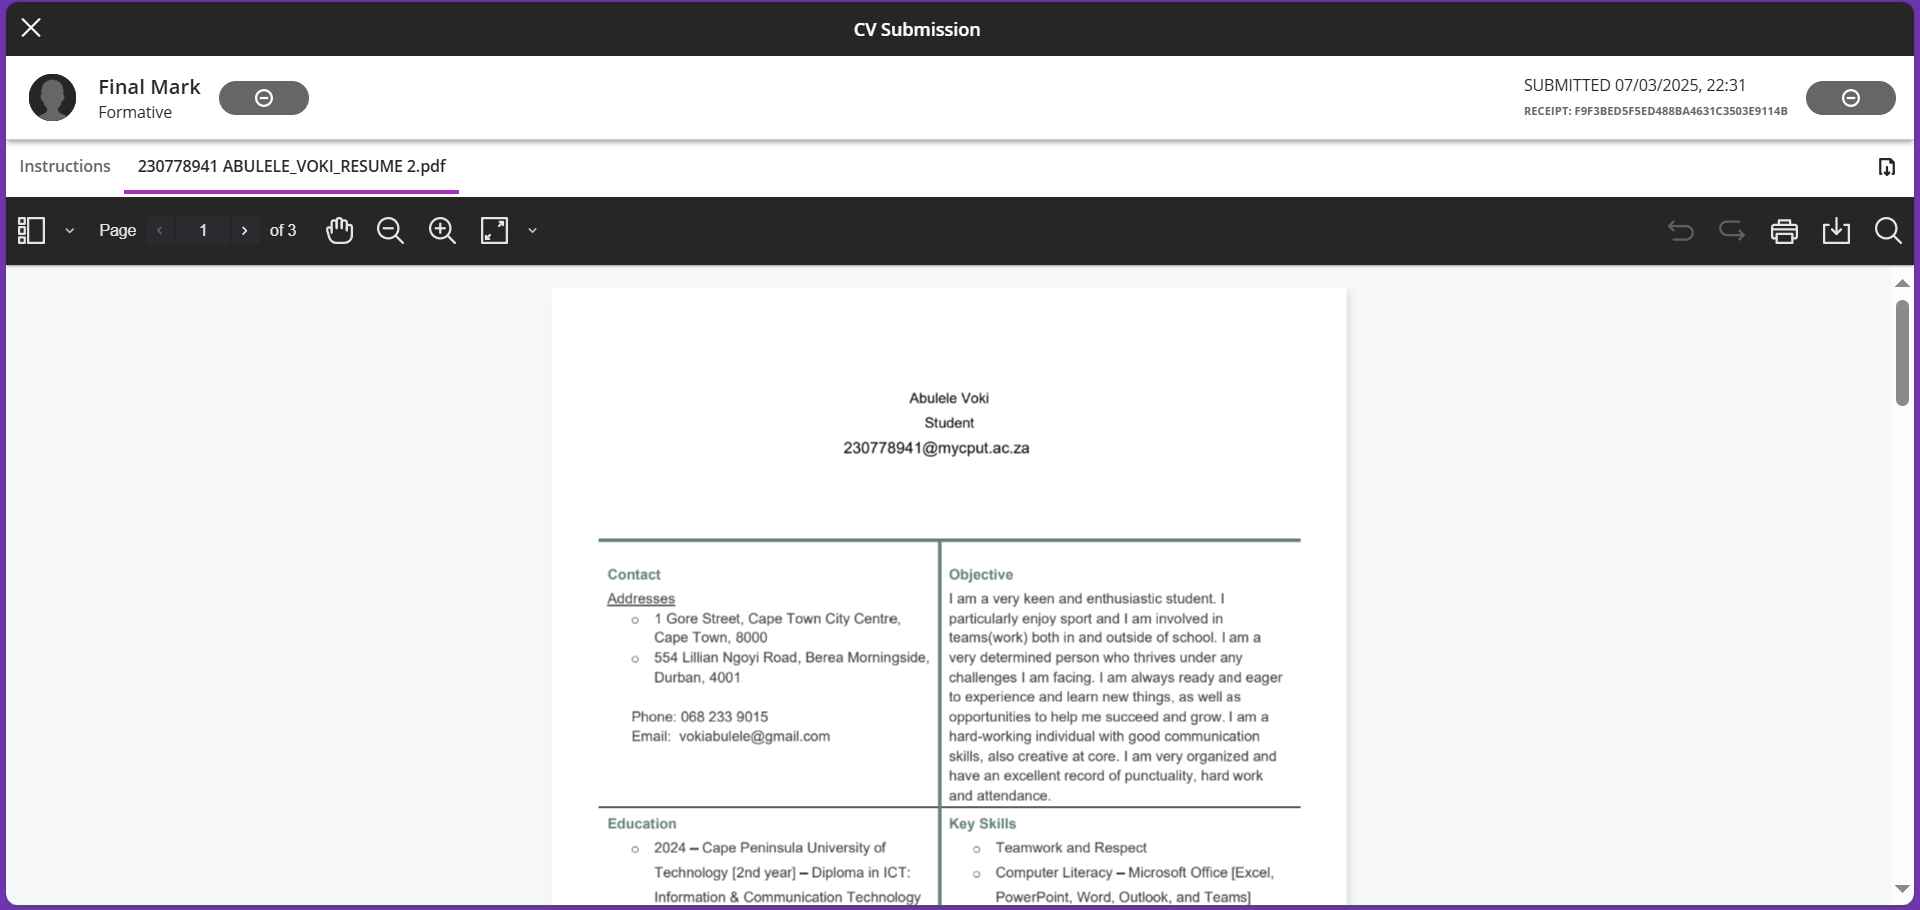 CV Submission
Final Mark
Formative
SUBMITTED 07/03/2025, 22:31
RECEIPT: F9F3BED5F5ED488BA4631C3503E9114B
Instructions
230778941 ABULELE_VOKI_RESUME 2.pdf
Page 1 of 3
Abulele Voki
Student
230778941@mycput.ac.za
Contact
Addresses
1 Gore Street, Cape Town City Centre,
Cape Town, 8000
554 Lillian Ngoyi Road, Berea Morningside,
Durban, 4001
Phone: 068 233 9015
Email: vokiabulele@gmail.com
Objective
I am a very keen and enthusiastic student. I
particularly enjoy sport and I am involved in
teams(work) both in and outside of school. I am a
very determined person who thrives under any
challenges I am facing. I am always ready and eager
to experience and learn new things, as well as
opportunities to help me succeed and grow. I am a
hard-working individual with good communication
skills, also creative at core. I am very organized and
have an excellent record of punctuality, hard work
and attendance.
Education
2024 – Cape Peninsula University of
Technology [2nd year] – Diploma in ICT:
Information & Communication Technology
Key Skills
Teamwork and Respect
Computer Literacy – Microsoft Office [Excel,
PowerPoint, Word, Outlook, and Teams]